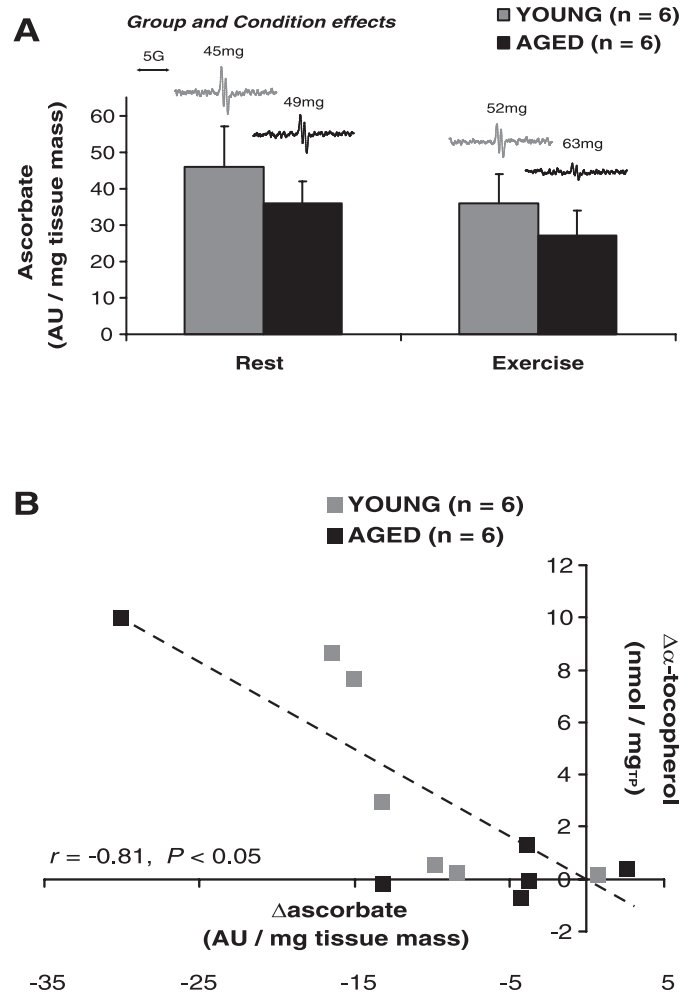 A
Group and Condition effects
YOUNG (n = 6)
AGED (n = 6)
5G
45mg
49mg
52mg
63mg
Ascorbate
(AU / mg tissue mass)
60
50
40
30
20
10
0
Rest
Exercise
B
YOUNG (n = 6)
AGED (n = 6)
12
10
8
6
4
2
0
-2
Δα-tocopherol
(nmol / mgTP)
r = -0.81, P < 0.05
Δascorbate
(AU / mg tissue mass)
-35
-25
-15
-5
5